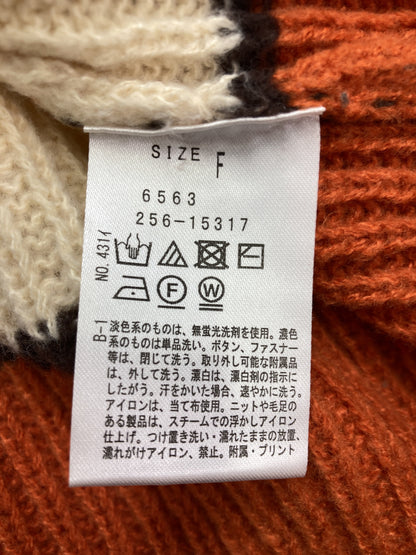 SIZE F
6563
256-15317
NO. 4314
F W
B-1
淡色系のものは、無蛍光洗剤を使用。濃色
系のものは単品洗い。ボタン、ファスナー
等は、閉じて洗う。取り外し可能な附属品
は、外して洗う。漂白は、漂白剤の指示に
したがう。汗をかいた場合、速やかに洗う。
アイロンは、当て布使用。ニットや毛足の
ある製品は、スチームでの浮かしアイロン
仕上げ。つけ置き洗い・濡れたままの放置、
濡れがけアイロン、禁止。附属・プリント